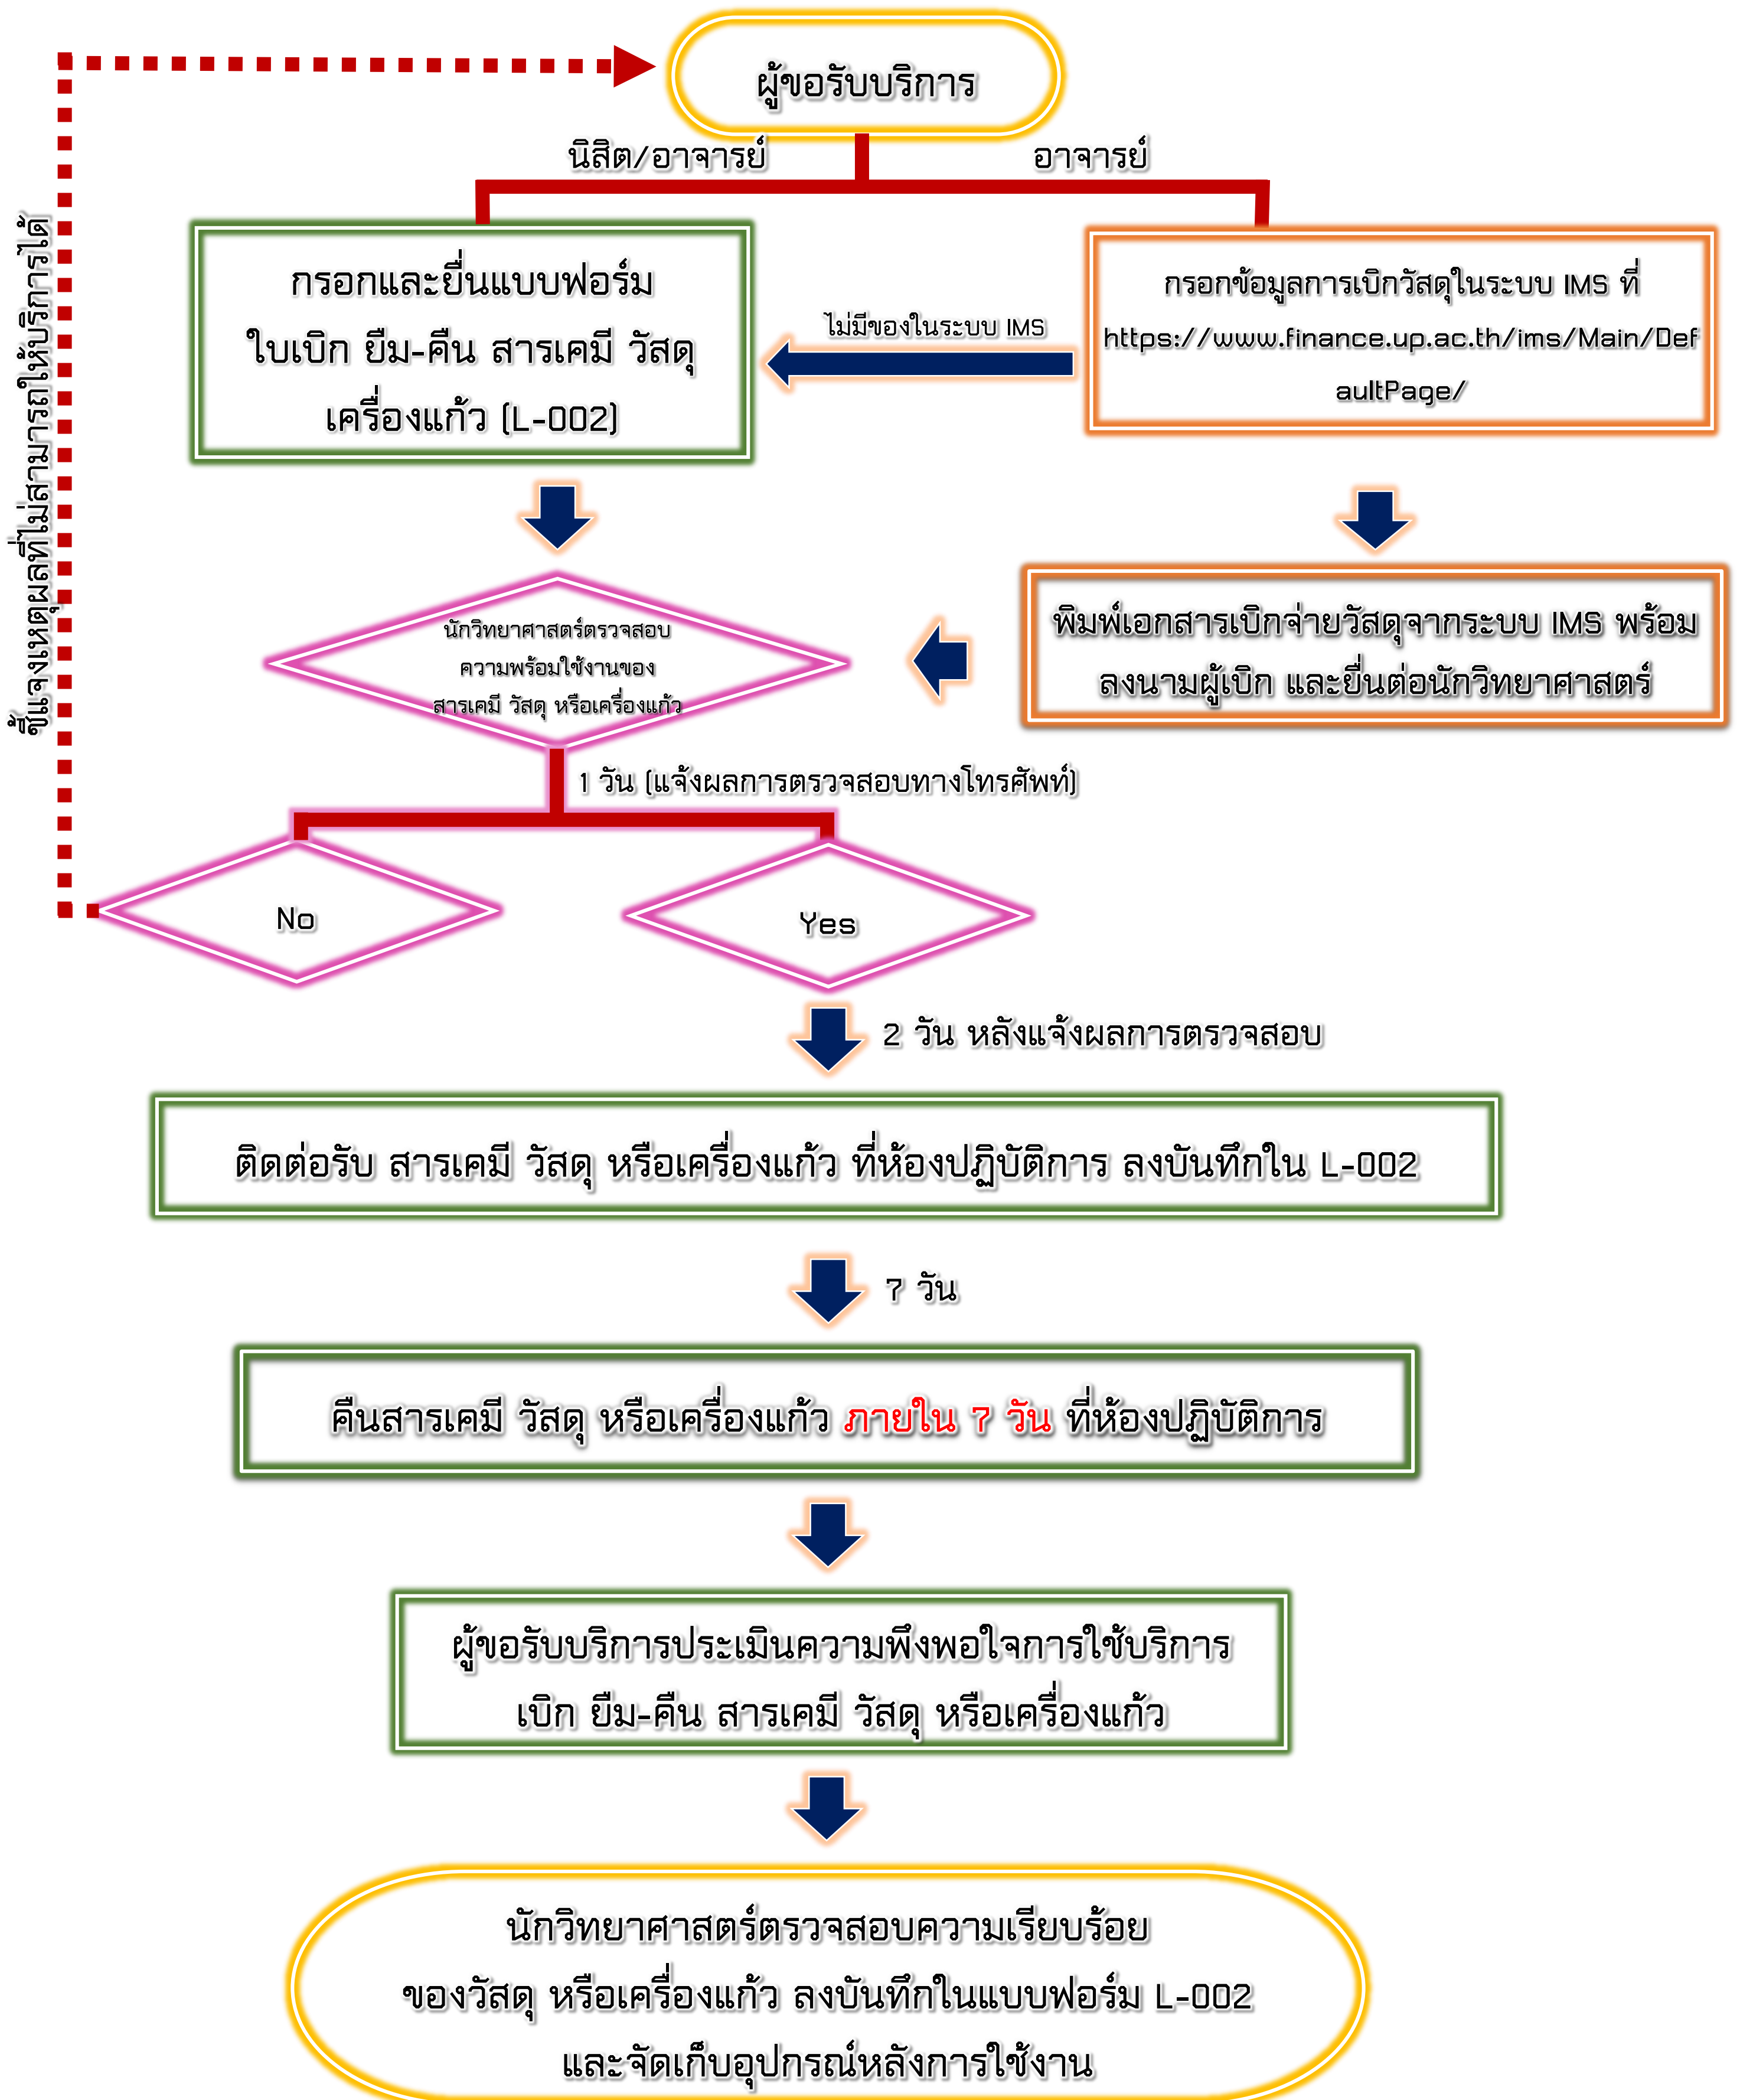 ผู้ขอรับบริการ
นิสิต/อาจารย์
อาจารย์
กรอกและยื่นแบบฟอร์ม
ใบเบิก ยืม-คืน สารเคมี วัสดุ
เครื่องแก้ว (L-002)
ไม่มีของในระบบ IMS
กรอกข้อมูลการเบิกวัสดุในระบบ IMS ที่
https://www.finance.up.ac.th/ims/Main/Def
aultPage/
ชี้แจงเหตุผลที่ไม่สามารถให้บริการได้
นักวิทยาศาสตร์ตรวจสอบ
ความพร้อมใช้งานของ
สารเคมี วัสดุ หรือเครื่องแก้ว
พิมพ์เอกสารเบิกจ่ายวัสดุจากระบบ IMS พร้อม
ลงนามผู้เบิก และยื่นต่อนักวิทยาศาสตร์
1 วัน (แจ้งผลการตรวจสอบทางโทรศัพท์)
No
Yes
2 วัน หลังแจ้งผลการตรวจสอบ
ติดต่อรับ สารเคมี วัสดุ หรือเครื่องแก้ว ที่ห้องปฏิบัติการ ลงบันทึกใน L-002
7 วัน
คืนสารเคมี วัสดุ หรือเครื่องแก้ว ภายใน 7 วัน ที่ห้องปฏิบัติการ
ผู้ขอรับบริการประเมินความพึงพอใจการใช้บริการ
เบิก ยืม-คืน สารเคมี วัสดุ หรือเครื่องแก้ว
นักวิทยาศาสตร์ตรวจสอบความเรียบร้อย
ของวัสดุ หรือเครื่องแก้ว ลงบันทึกในแบบฟอร์ม L-002
และจัดเก็บอุปกรณ์หลังการใช้งาน